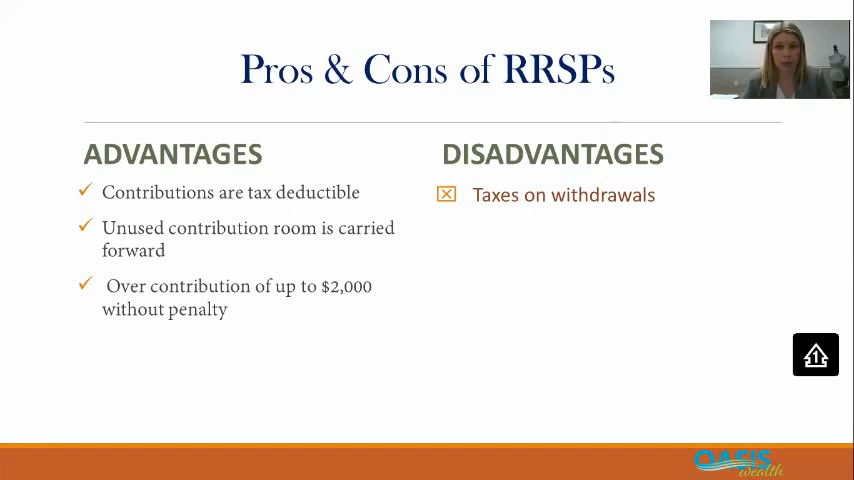 Pros & Cons of RRSPs
ADVANTAGES
Contributions are tax deductible
Unused contribution room is carried
forward
Over contribution of up to $2,000
without penalty
DISADVANTAGES
Taxes on withdrawals
1
OASIS
wealth